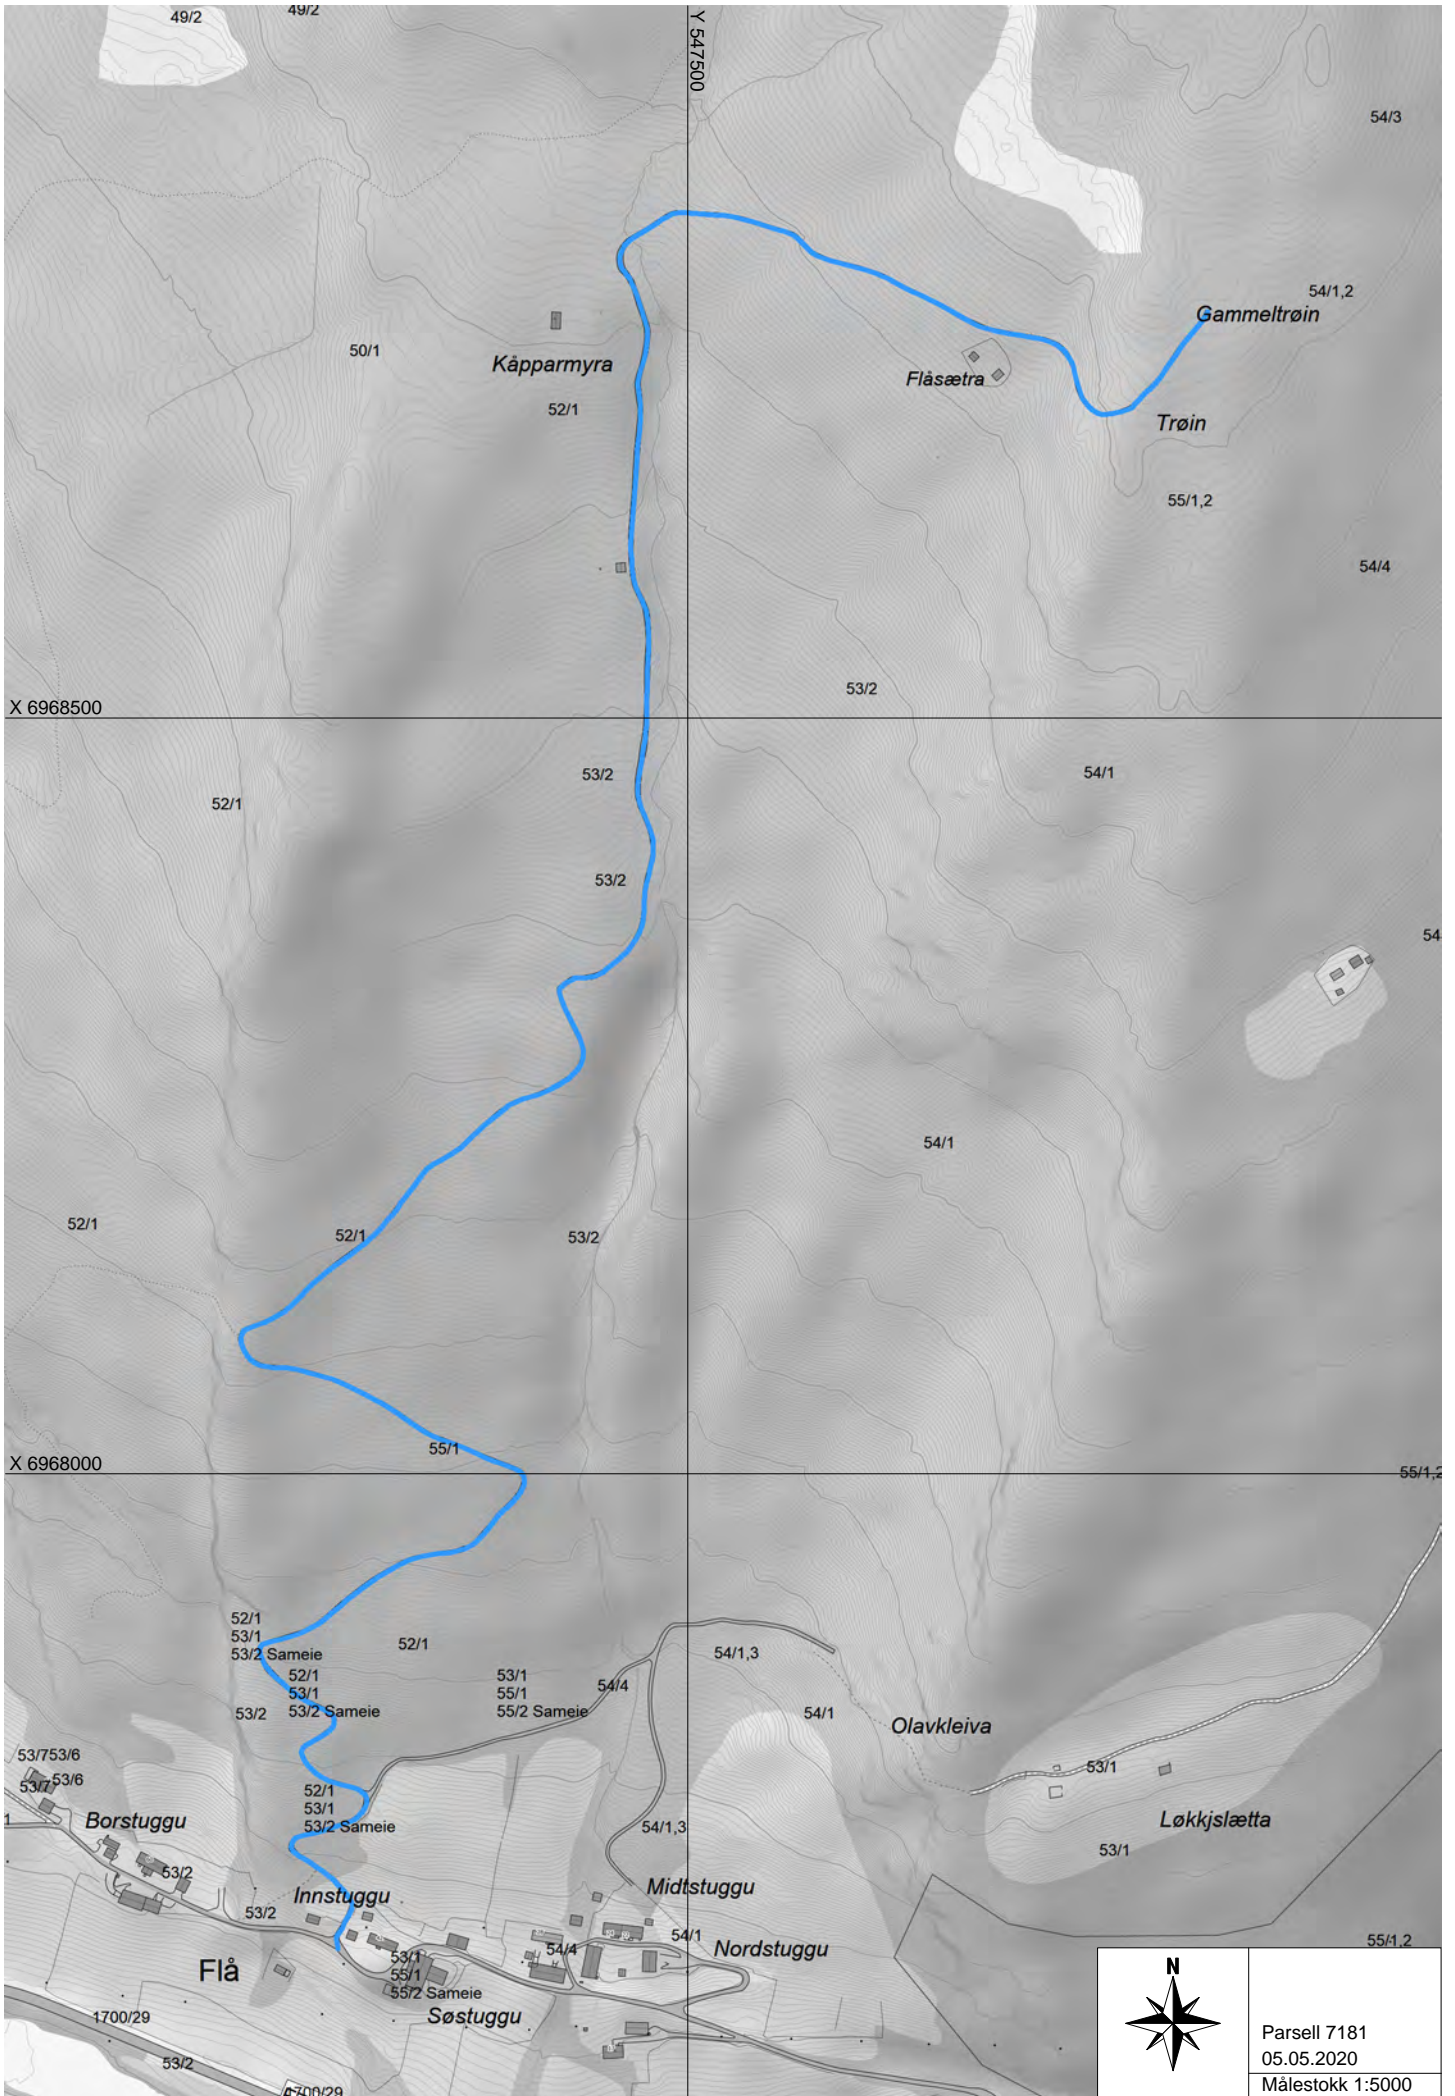 49/2
49/2
Y 547500
54/3
54/1,2
Gammeltrøin
50/1
Kåpparmyra
Flåsætra
52/1
Trøin
55/1,2
54/4
53/2
X 6968500
53/2
54/1
52/1
53/2
54
54/1
52/1
52/1
53/2
55/1
X 6968000
55/1,2
52/1
53/1
53/2 Sameie
52/1
54/1,3
52/1
53/1
53/2 Sameie
53/1
55/1
55/2 Sameie
54/4
53/2
54/1
Olavkleiva
53/7
53/6
53/7
53/6
53/1
52/1
53/1
53/2 Sameie
1
Borstuggu
54/1,3
Løkkjslætta
53/1
53/2
Innstuggu
Midtstuggu
53/2
54/1
55/1,2
Nordstuggu
54/4
Flå
53/1
55/1
55/2 Sameie
Søstuggu
1700/29
53/2
1700/29
N
Parsell 7181
05.05.2020
Målestokk 1:5000